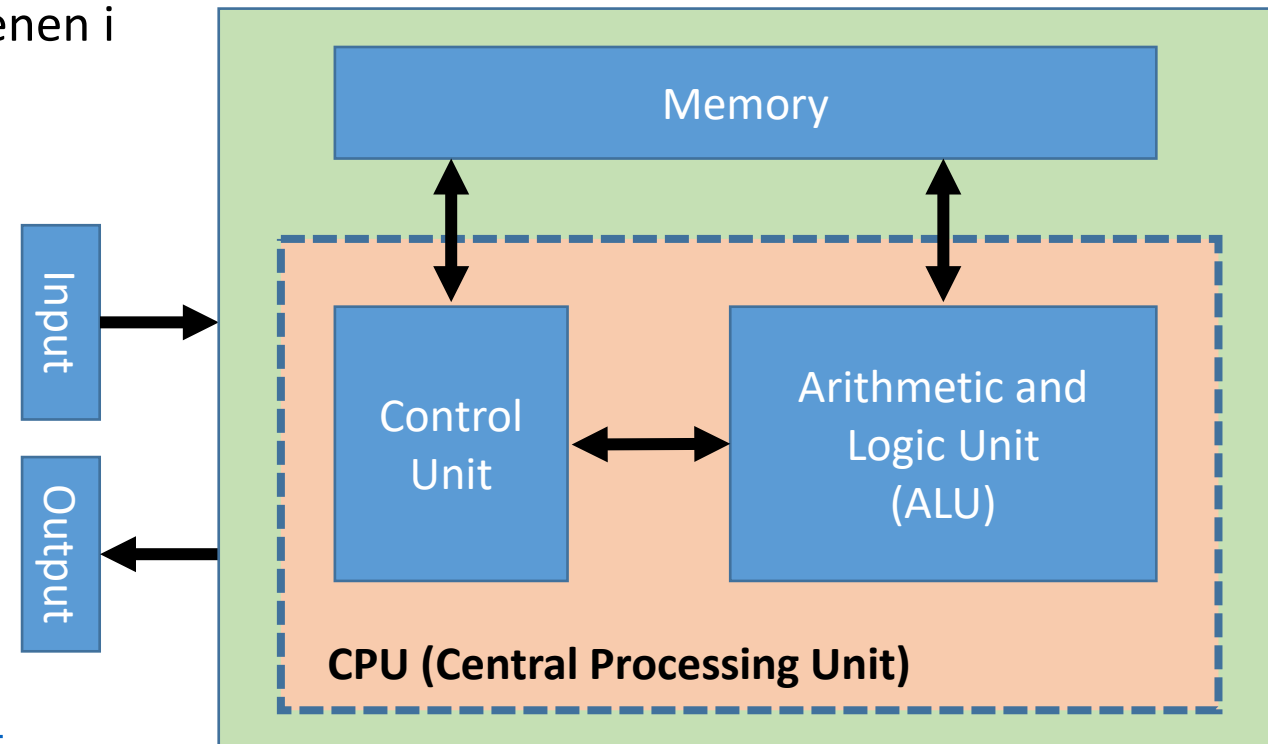 enen i
Memory
Input
Control
Unit
Arithmetic and
Logic Unit
(ALU)
Output
CPU (Central Processing Unit)